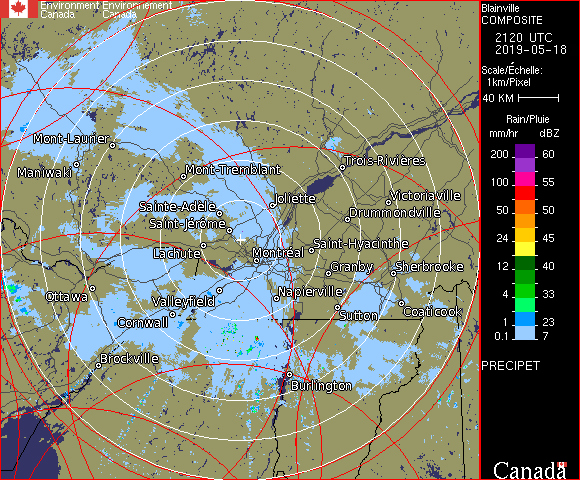 Environment Environnement
Canada Canada
Blainville
COMPOSITE
2120 UTC
2019-05-18
Scale/Échelle:
1km/Pixel
40 KM
Rain/Pluie
mm/hr dBZ
200 60
100 55
50 50
24 45
12 40
4 33
1 23
0.1 7
PRECIPET
Canada
Mont-Laurier
Maniwaki
Mont-Tremblant
Trois-Rivières
Sainte-Adele
Joliette
Victoriaville
Drummondville
Saint-Jérôme
Lachute
Montréal
Saint-Hyacinthe
Granby
Sherbrooke
Ottawa
Valleyfield
Napierville
Coaticook
Cornwall
Sutton
Brockville
Burlington